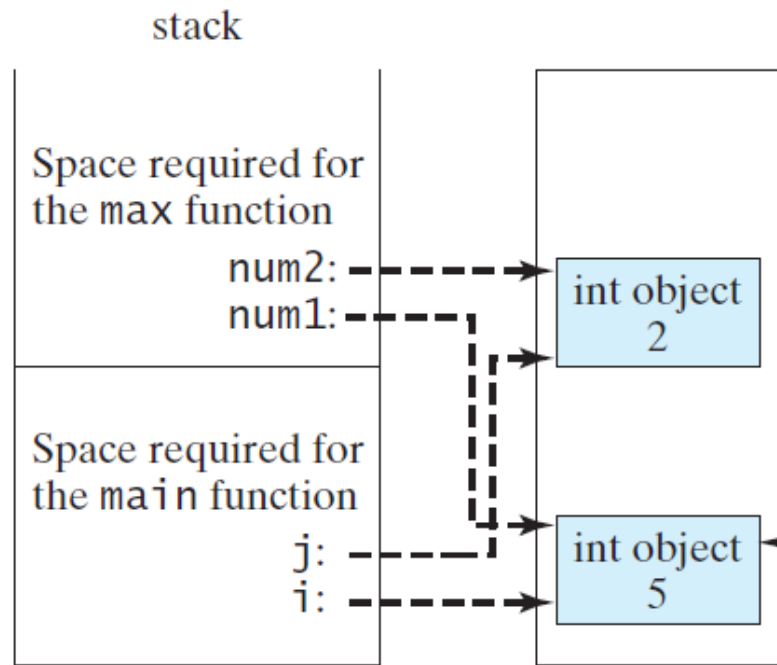 stack
Space required for
the max function
num2:
num1:
int object
2
Space required for
the main function
j:
i:
int object
5